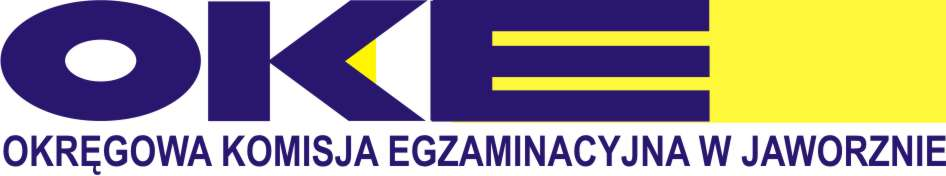 OKE
OKRĘGOWA KOMISJA EGZAMINACYJNA W JAWORZNIE